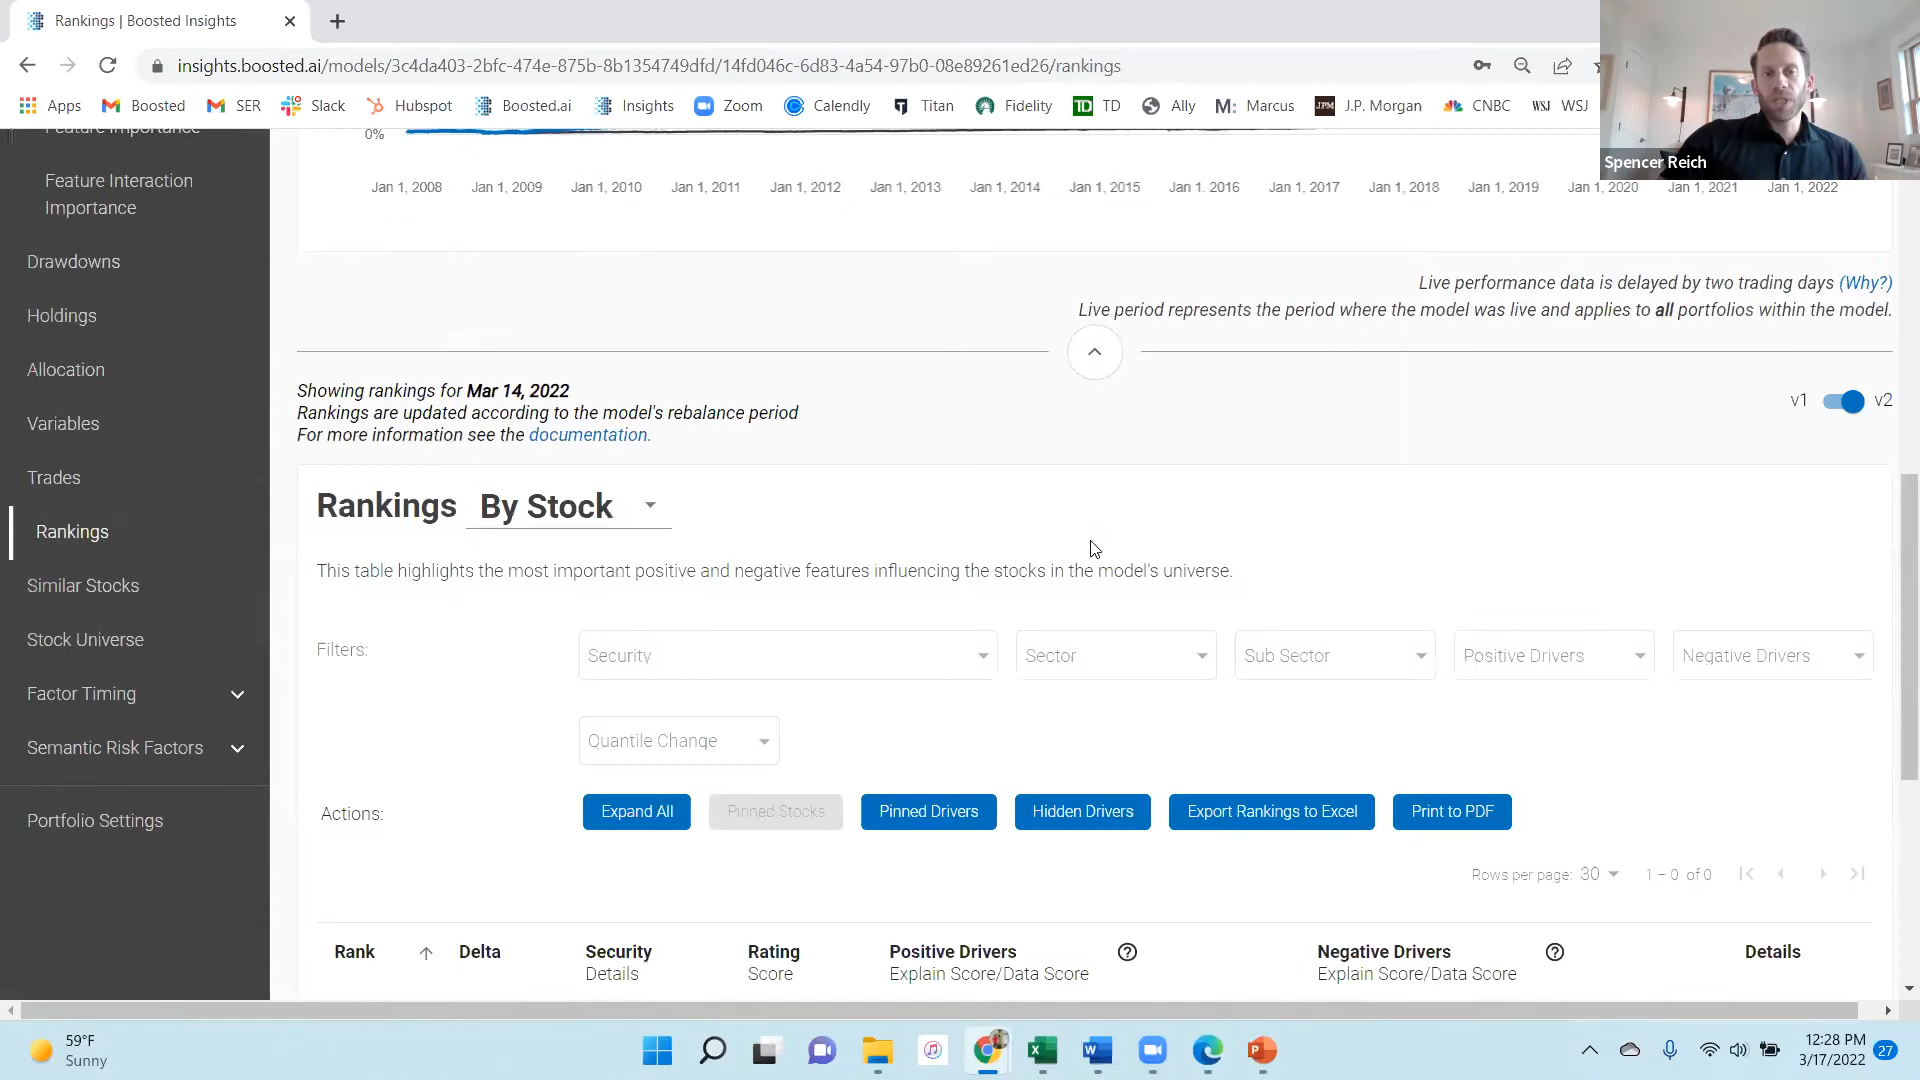 Rankings | Boosted Insights
insights.boosted.ai/models/3c4da403-2bfc-474e-875b-8b1354749dfd/14fd046c-6d83-4a54-97b0-08e89261ed26/rankings
Apps Boosted SER Slack Hubspot Boosted.ai Insights Zoom Calendly Titan Fidelity TD TD Ally M: Marcus JPM J.P. Morgan CNBC WSJ WSJ
Spencer Reich
Feature Importance
Feature Interaction
Importance
Drawdowns
Holdings
Allocation
Variables
Trades
Rankings
Similar Stocks
Stock Universe
Factor Timing
Semantic Risk Factors
Portfolio Settings
0%
Jan 1, 2008 Jan 1, 2009 Jan 1, 2010 Jan 1, 2011 Jan 1, 2012 Jan 1, 2013 Jan 1, 2014 Jan 1, 2015 Jan 1, 2016 Jan 1, 2017 Jan 1, 2018 Jan 1, 2019 Jan 1, 2020 Jan 1, 2021 Jan 1, 2022
Live performance data is delayed by two trading days (Why?)
Live period represents the period where the model was live and applies to all portfolios within the model.
Showing rankings for Mar 14, 2022
Rankings are updated according to the model's rebalance period
For more information see the documentation.
v1 v2
Rankings By Stock
This table highlights the most important positive and negative features influencing the stocks in the model's universe.
Filters: Security Sector Sub Sector Positive Drivers Negative Drivers
Quantile Change
Actions: Expand All Pinned Stocks Pinned Drivers Hidden Drivers Export Rankings to Excel Print to PDF
Rows per page: 30 1 – 0 of 0
Rank Delta Security Rating Positive Drivers Negative Drivers Details
Details Score Explain Score/Data Score Explain Score/Data Score
59°F
Sunny
12:28 PM
3/17/2022
27